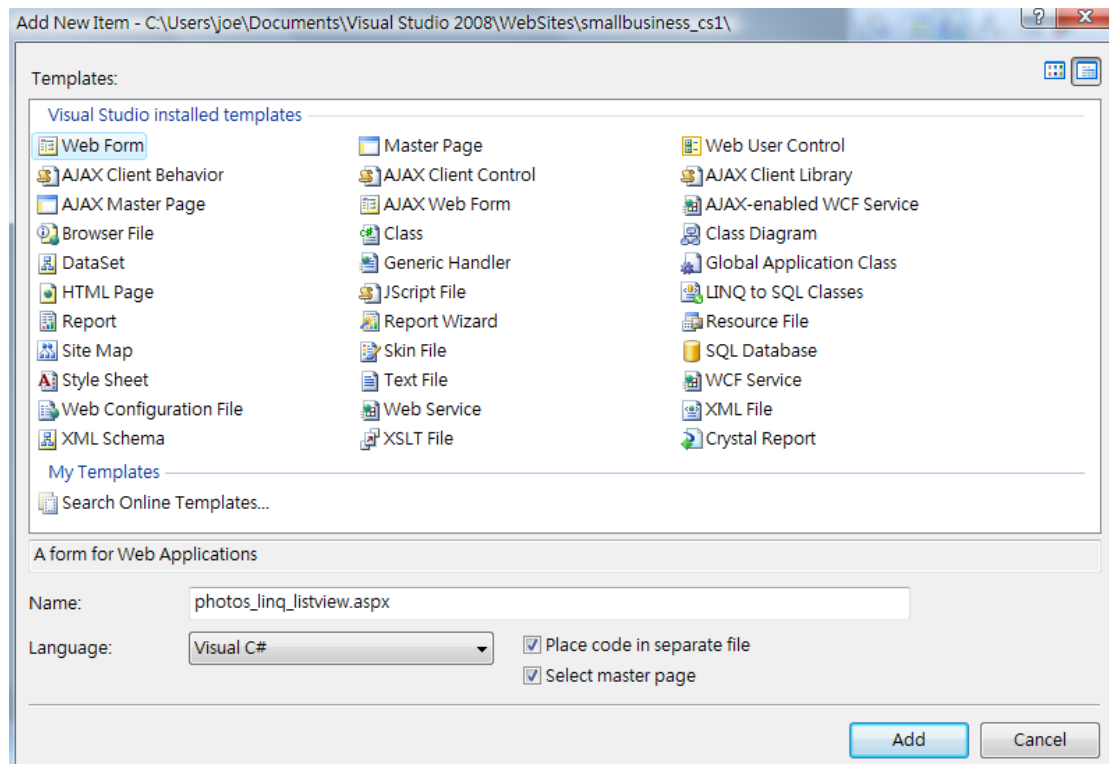 Add New Item - C:\Users\joe\Documents\Visual Studio 2008\WebSites\smallbusiness_cs1\
Templates:
Visual Studio installed templates
Web Form Master Page Web User Control
AJAX Client Behavior AJAX Client Control AJAX Client Library
AJAX Master Page AJAX Web Form AJAX-enabled WCF Service
Browser File Class Class Diagram
DataSet Generic Handler Global Application Class
HTML Page JScript File LINQ to SQL Classes
Report Report Wizard Resource File
Site Map Skin File SQL Database
Style Sheet Text File WCF Service
Web Configuration File Web Service XML File
XML Schema XSLT File Crystal Report
My Templates
Search Online Templates...
A form for Web Applications
Name: photos_linq_listview.aspx
Language: Visual C# Place code in separate file
Select master page
Add Cancel